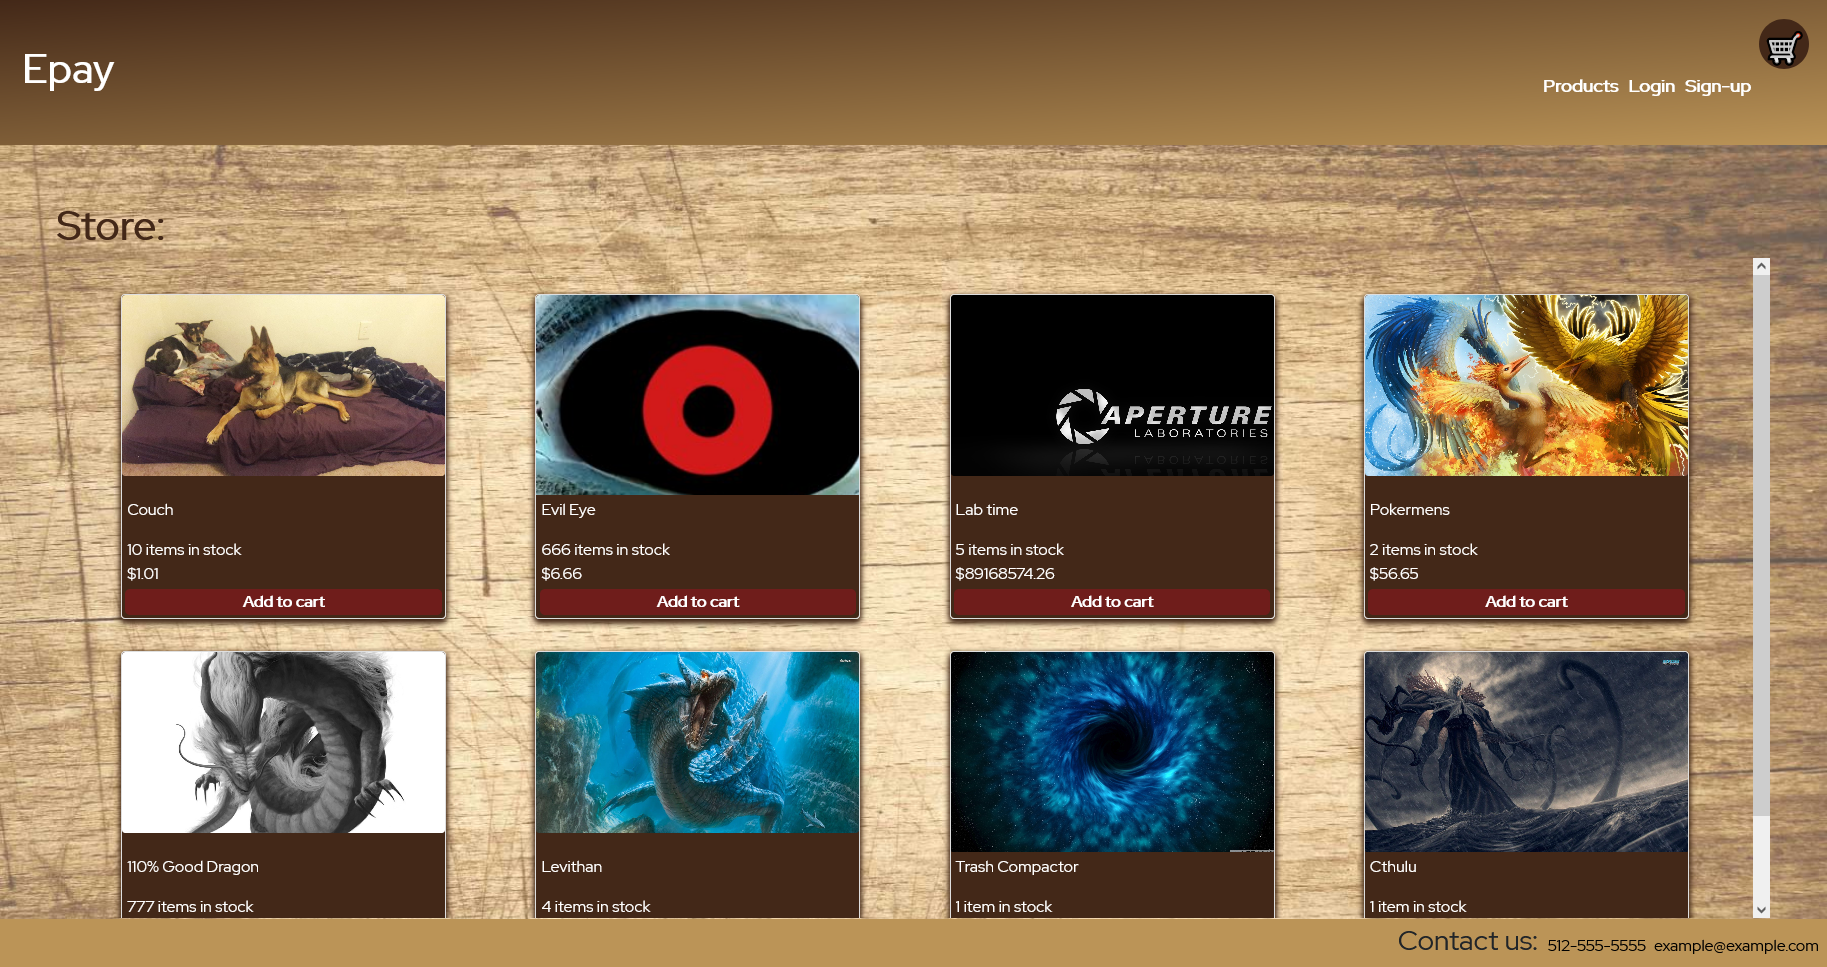 Epay
Products Login Sign-up
Store:
APERTURE
LABORATORIES
Couch
10 items in stock
$1.01
Add to cart
Evil Eye
666 items in stock
$6.66
Add to cart
Lab time
5 items in stock
$89168574.26
Add to cart
Pokermens
2 items in stock
$56.65
Add to cart
110% Good Dragon
777 items in stock
Levithan
4 items in stock
Trash Compactor
1 item in stock
Cthulu
1 item in stock
Contact us: 512-555-5555 example@example.com